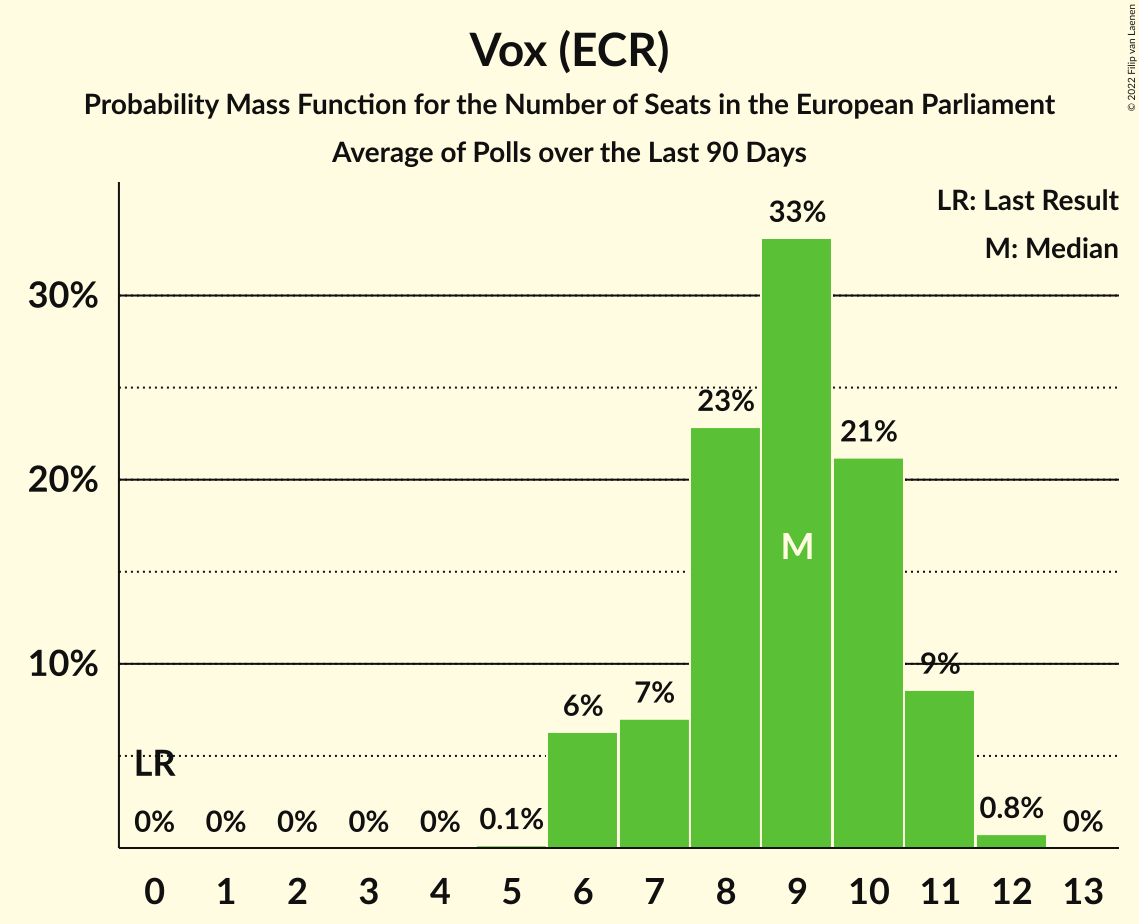 Vox (ECR)
Probability Mass Function for the Number of Seats in the European Parliament
Average of Polls over the Last 90 Days
© 2022 Filip van Laenen
LR: Last Result
M: Median
33%
30%
23%
21%
20%
M
10%
9%
7%
6%
LR
0% 0% 0% 0% 0% 0.1% 0.8% 0%
0 1 2 3 4 5 6 7 8 9 10 11 12 13